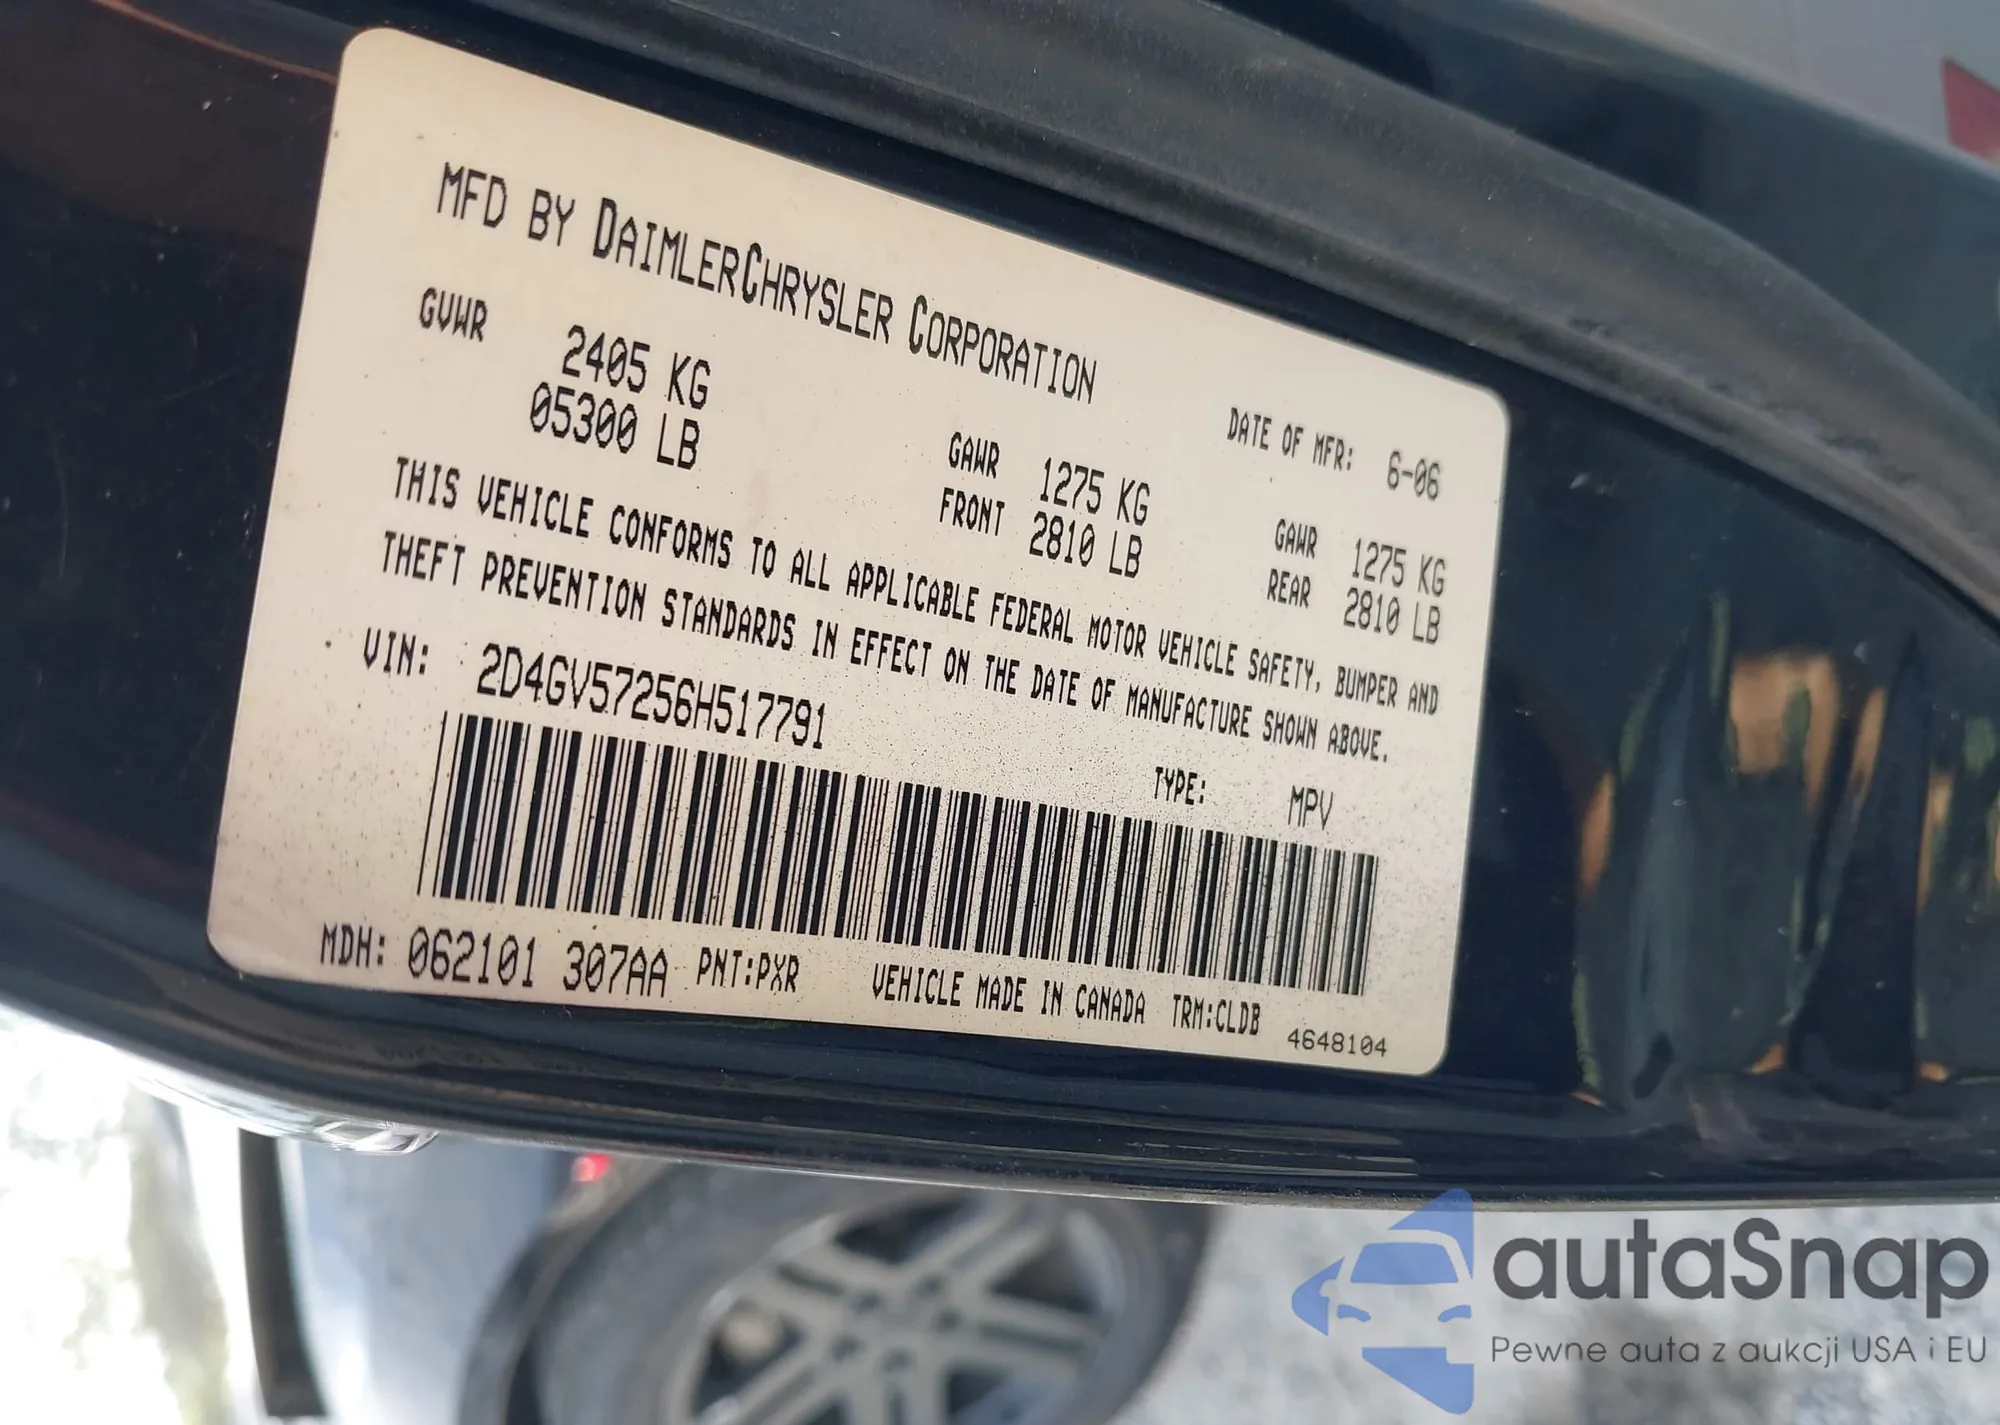 MFD BY DAIMLERCHRYSLER CORPORATION
DATE OF MFR: 6-06
GVWR 2405 KG
05300 LB
GAWR FRONT 1275 KG
2810 LB
GAWR REAR 1275 KG
2810 LB
THIS VEHICLE CONFORMS TO ALL APPLICABLE FEDERAL MOTOR VEHICLE SAFETY, BUMPER AND
THEFT PREVENTION STANDARDS IN EFFECT ON THE DATE OF MANUFACTURE SHOWN ABOVE.
VIN: 2D4GV57256H517791
TYPE: MPV
MDH: 062101 307AA PNT:PXR VEHICLE MADE IN CANADA TRM:CLDB 4648104
autaSnap
Pewne auta z aukcji USA i EU